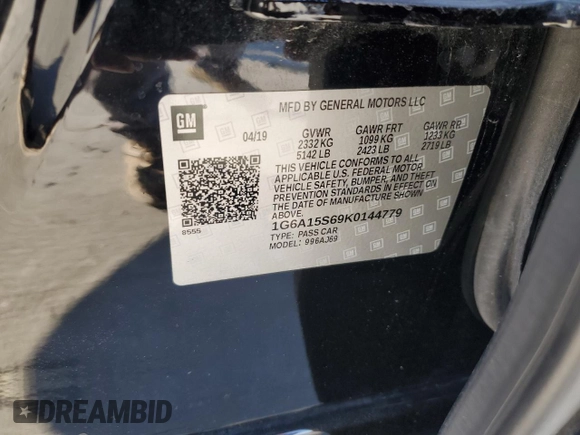 MFD BY GENERAL MOTORS LLC
GM
04/19
GVWR GAWR FRT GAWR RR
2332 KG 1099 KG 1233 KG
5142 LB 2423 LB 2719 LB
THIS VEHICLE CONFORMS TO ALL
APPLICABLE U.S. FEDERAL MOTOR
VEHICLE SAFETY, BUMPER, AND THEFT
PREVENTION STANDARDS IN EFFECT ON
THE DATE OF MANUFACTURE SHOWN
ABOVE.
1G6A15S69K0144779
TYPE: PASS CAR
MODEL: 996AJ69
8555
DREAMBID